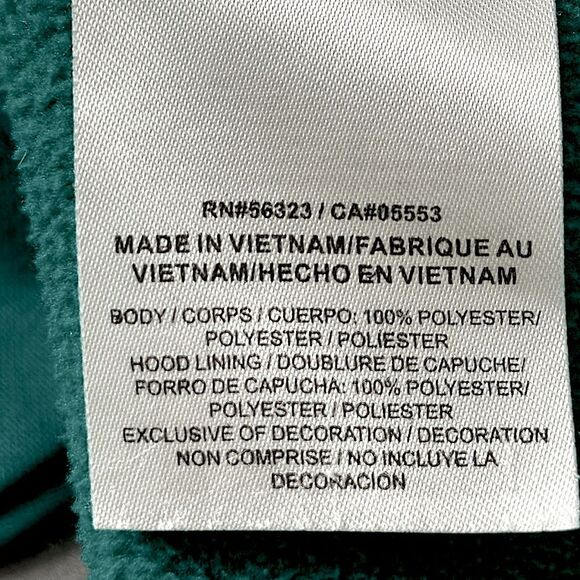 RN#56323 / CA#05553
MADE IN VIETNAM/FABRIQUE AU
VIETNAM/HECHO EN VIETNAM
BODY / CORPS / CUERPO: 100% POLYESTER/
POLYESTER / POLIESTER
HOOD LINING / DOUBLURE DE CAPUCHE/
FORRO DE CAPUCHA: 100% POLYESTER/
POLYESTER / POLIESTER
EXCLUSIVE OF DECORATION / DECORATION
NON COMPRISE / NO INCLUYE LA
DECORACIÓN